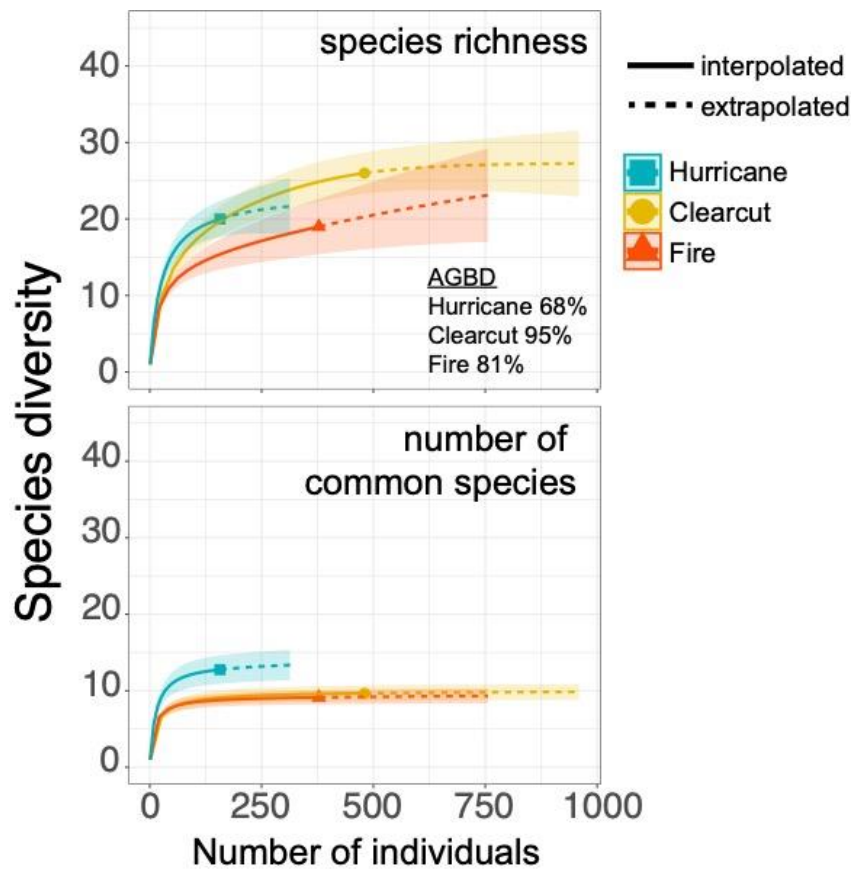 species richness
interpolated
extrapolated
Hurricane
Clearcut
Fire
40
30
20
10
0
AGBD
Hurricane 68%
Clearcut 95%
Fire 81%
Species diversity
number of
common species
40
30
20
10
0
0 250 500 750 1000
Number of individuals